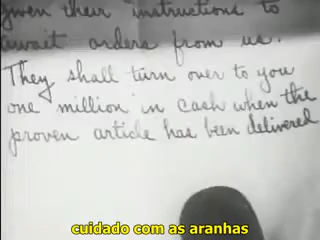 given their instructions to
await orders from us.
They shall turn over to you
one million in cash when the
proven article has been delivered
cuidado com as aranhas